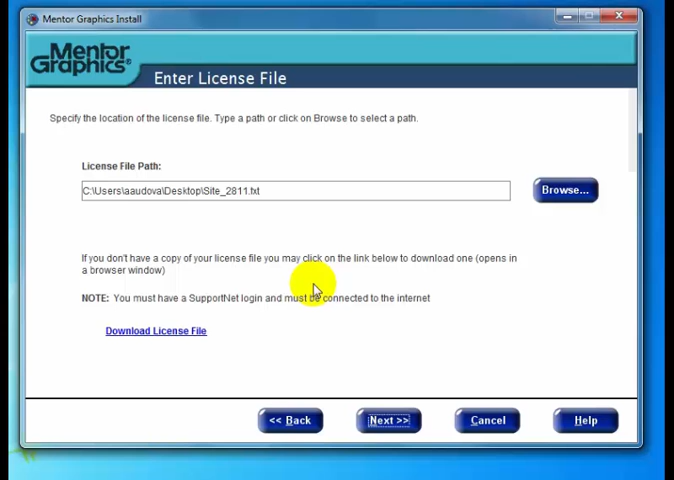 Mentor Graphics Install
Mentor
Graphics®
Enter License File
Specify the location of the license file. Type a path or click on Browse to select a path.
License File Path:
C:\Users\aaudova\Desktop\Site_2811.txt
Browse...
If you don't have a copy of your license file you may click on the link below to download one (opens in
a browser window)
NOTE: You must have a SupportNet login and must be connected to the internet
Download License File
<< Back
Next >>
Cancel
Help